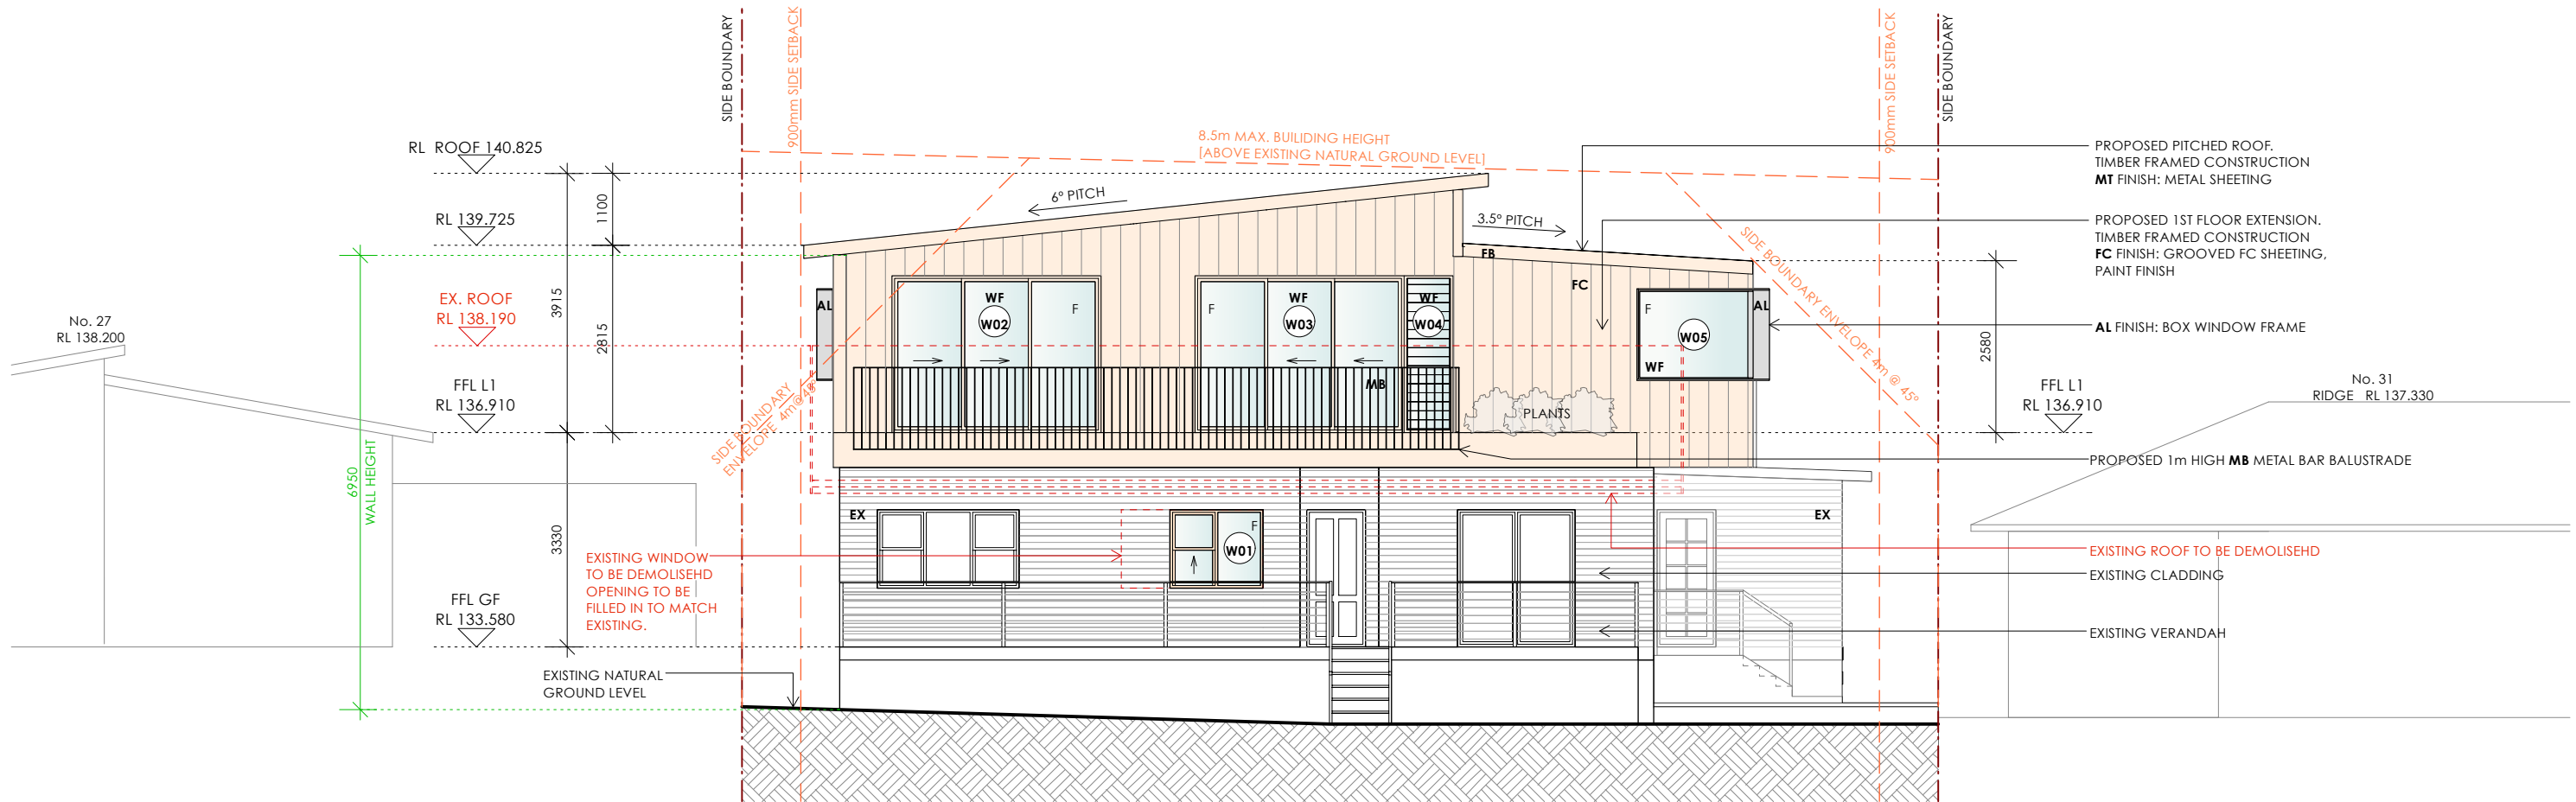 SIDE BOUNDARY
900mm SIDE SETBACK
900mm SIDE SETBACK
SIDE BOUNDARY
8.5m MAX. BUILDING HEIGHT
[ABOVE EXISTING NATURAL GROUND LEVEL]
RL ROOF 140.825
1100
6° PITCH
3.5° PITCH
RL 139.725
3915
2815
EX. ROOF
RL 138.190
No. 27
RL 138.200
FFL L1
RL 136.910
6950
WALL HEIGHT
3330
FFL GF
RL 133.580
EXISTING WINDOW
TO BE DEMOLISEHD
OPENING TO BE
FILLED IN TO MATCH
EXISTING.
EXISTING NATURAL
GROUND LEVEL
SIDE BOUNDARY
ENVELOPE 4m@45°
AL
WF
W02
F
F
WF
W03
WF
W04
MB
FB
FC
F
W05
WF
AL
PLANTS
SIDE BOUNDARY ENVELOPE 4m @ 45°
EX
F
W01
EX
PROPOSED PITCHED ROOF.
TIMBER FRAMED CONSTRUCTION
MT FINISH: METAL SHEETING
PROPOSED 1ST FLOOR EXTENSION.
TIMBER FRAMED CONSTRUCTION
FC FINISH: GROOVED FC SHEETING,
PAINT FINISH
AL FINISH: BOX WINDOW FRAME
2580
FFL L1
RL 136.910
No. 31
RIDGE RL 137.330
PROPOSED 1m HIGH MB METAL BAR BALUSTRADE
EXISTING ROOF TO BE DEMOLISEHD
EXISTING CLADDING
EXISTING VERANDAH